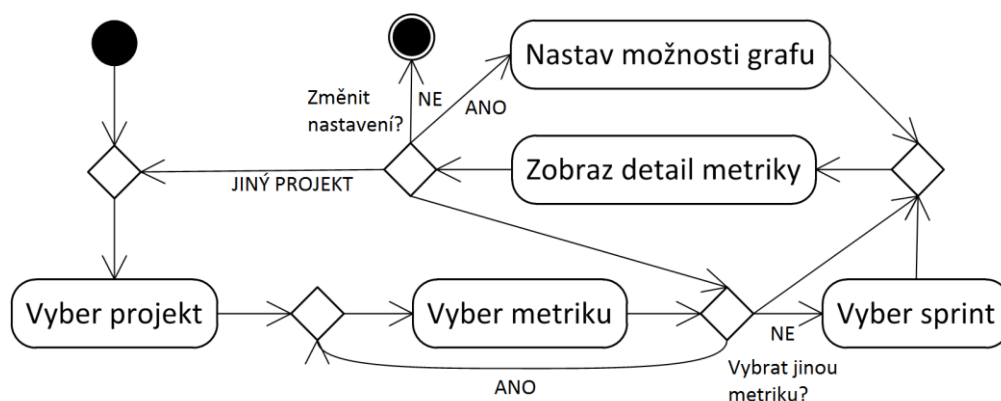 Nastav možnosti grafu
Změnit
nastavení?
NE
ANO
Zobraz detail metriky
JINÝ PROJEKT
Vyber projekt
Vyber metriku
Vyber sprint
NE
Vybrat jinou
metriku?
ANO